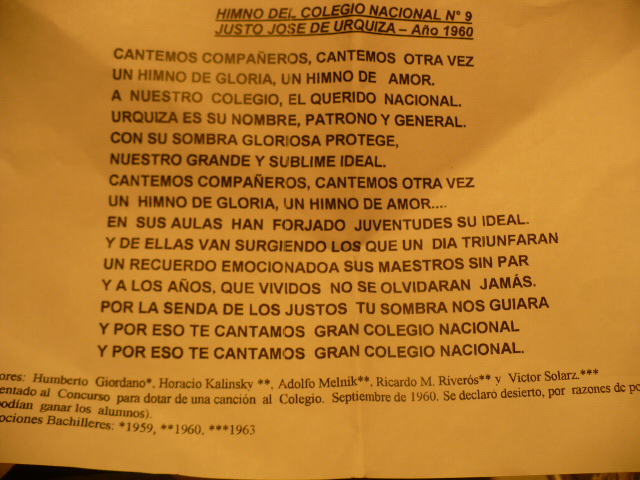 HIMNO DEL COLEGIO NACIONAL N° 9
JUSTO JOSE DE URQUIZA – Año 1960
CANTEMOS COMPAÑEROS, CANTEMOS OTRA VEZ
UN HIMNO DE GLORIA, UN HIMNO DE AMOR.
A NUESTRO COLEGIO, EL QUERIDO NACIONAL.
URQUIZA ES SU NOMBRE, PATRONO Y GENERAL.
CON SU SOMBRA GLORIOSA PROTEGE,
NUESTRO GRANDE Y SUBLIME IDEAL.
CANTEMOS COMPAÑEROS, CANTEMOS OTRA VEZ
UN HIMNO DE GLORIA, UN HIMNO DE AMOR....
EN SUS AULAS HAN FORJADO JUVENTUDES SU IDEAL.
Y DE ELLAS VAN SURGIENDO LOS QUE UN DIA TRIUNFARAN
UN RECUERDO EMOCIONADOA SUS MAESTROS SIN PAR
Y A LOS AÑOS, QUE VIVIDOS NO SE OLVIDARAN JAMÁS.
POR LA SENDA DE LOS JUSTOS TU SOMBRA NOS GUIARA
Y POR ESO TE CANTAMOS GRAN COLEGIO NACIONAL
Y POR ESO TE CANTAMOS GRAN COLEGIO NACIONAL.
ores: Humberto Giordano*, Horacio Kalinsky **, Adolfo Melnik**, Ricardo M. Riverós** y Victor Solarz.***
entado al Concurso para dotar de una canción al Colegio. Septiembre de 1960. Se declaró desierto, por razones de po
podían ganar los alumnos).
ociones Bachilleres: *1959, **1960, ***1963